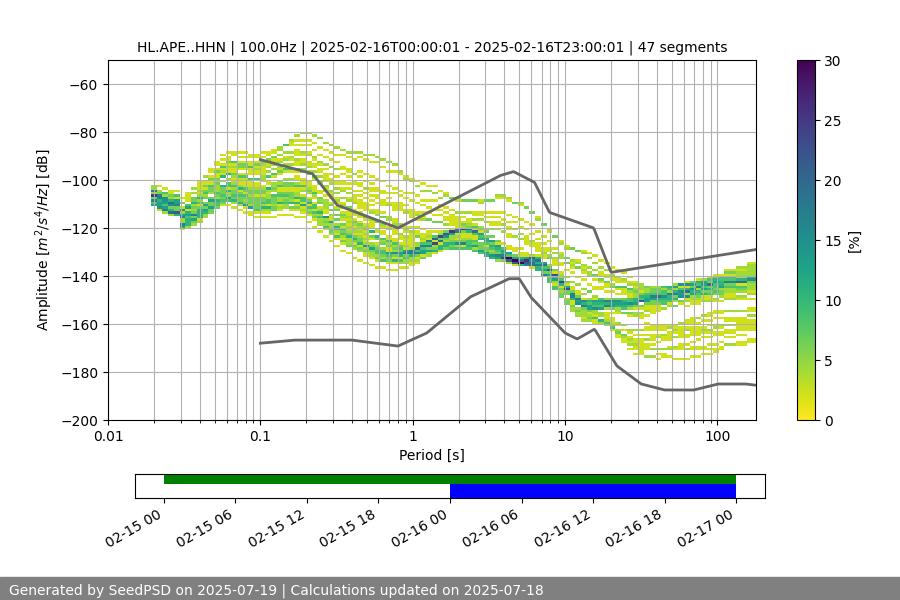 HL.APE..HHN | 100.0Hz | 2025-02-16T00:00:01 - 2025-02-16T23:00:01 | 47 segments
−60
−80
−100
−120
−140
−160
−180
−200
Amplitude [m²/s⁴/Hz] [dB]
0.01 0.1 1 10 100
Period [s]
30
25
20
15
10
5
0
[%]
02-15 00 02-15 06 02-15 12 02-15 18 02-16 00 02-16 06 02-16 12 02-16 18 02-17 00
Generated by SeedPSD on 2025-07-19 | Calculations updated on 2025-07-18